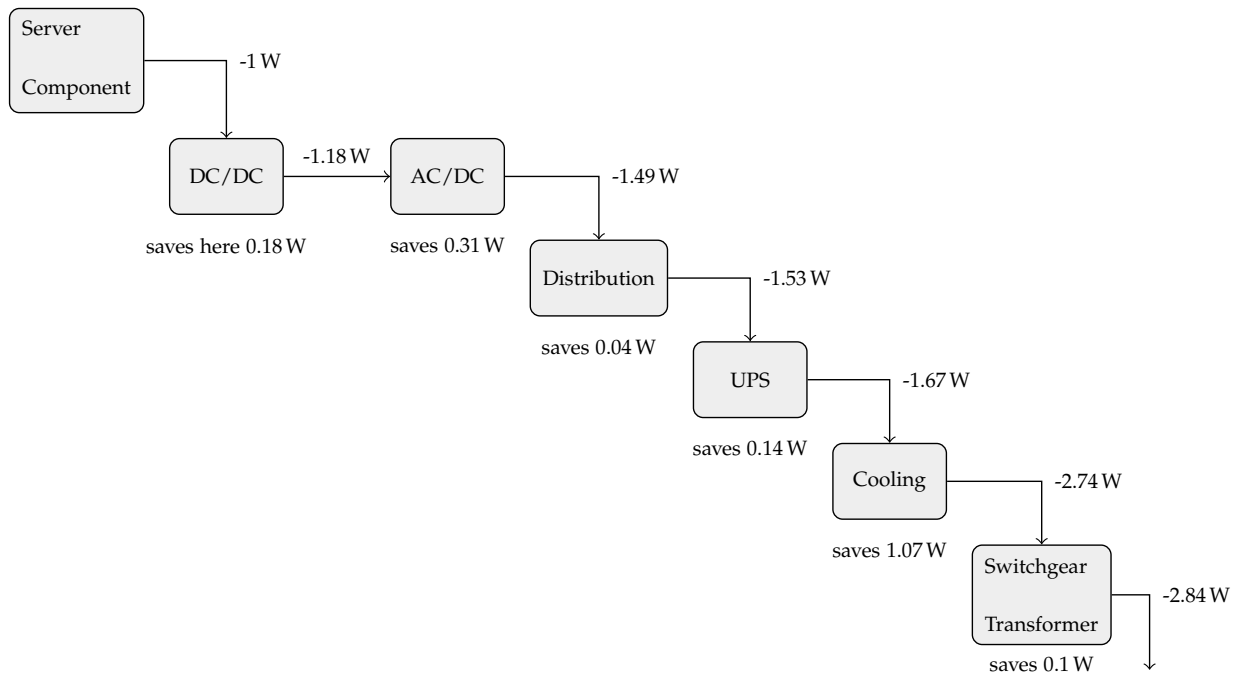 Server
Component
-1 W
DC/DC
-1.18 W
AC/DC
-1.49 W
saves here 0.18 W
saves 0.31 W
Distribution
-1.53 W
saves 0.04 W
UPS
-1.67 W
saves 0.14 W
Cooling
-2.74 W
saves 1.07 W
Switchgear
Transformer
-2.84 W
saves 0.1 W